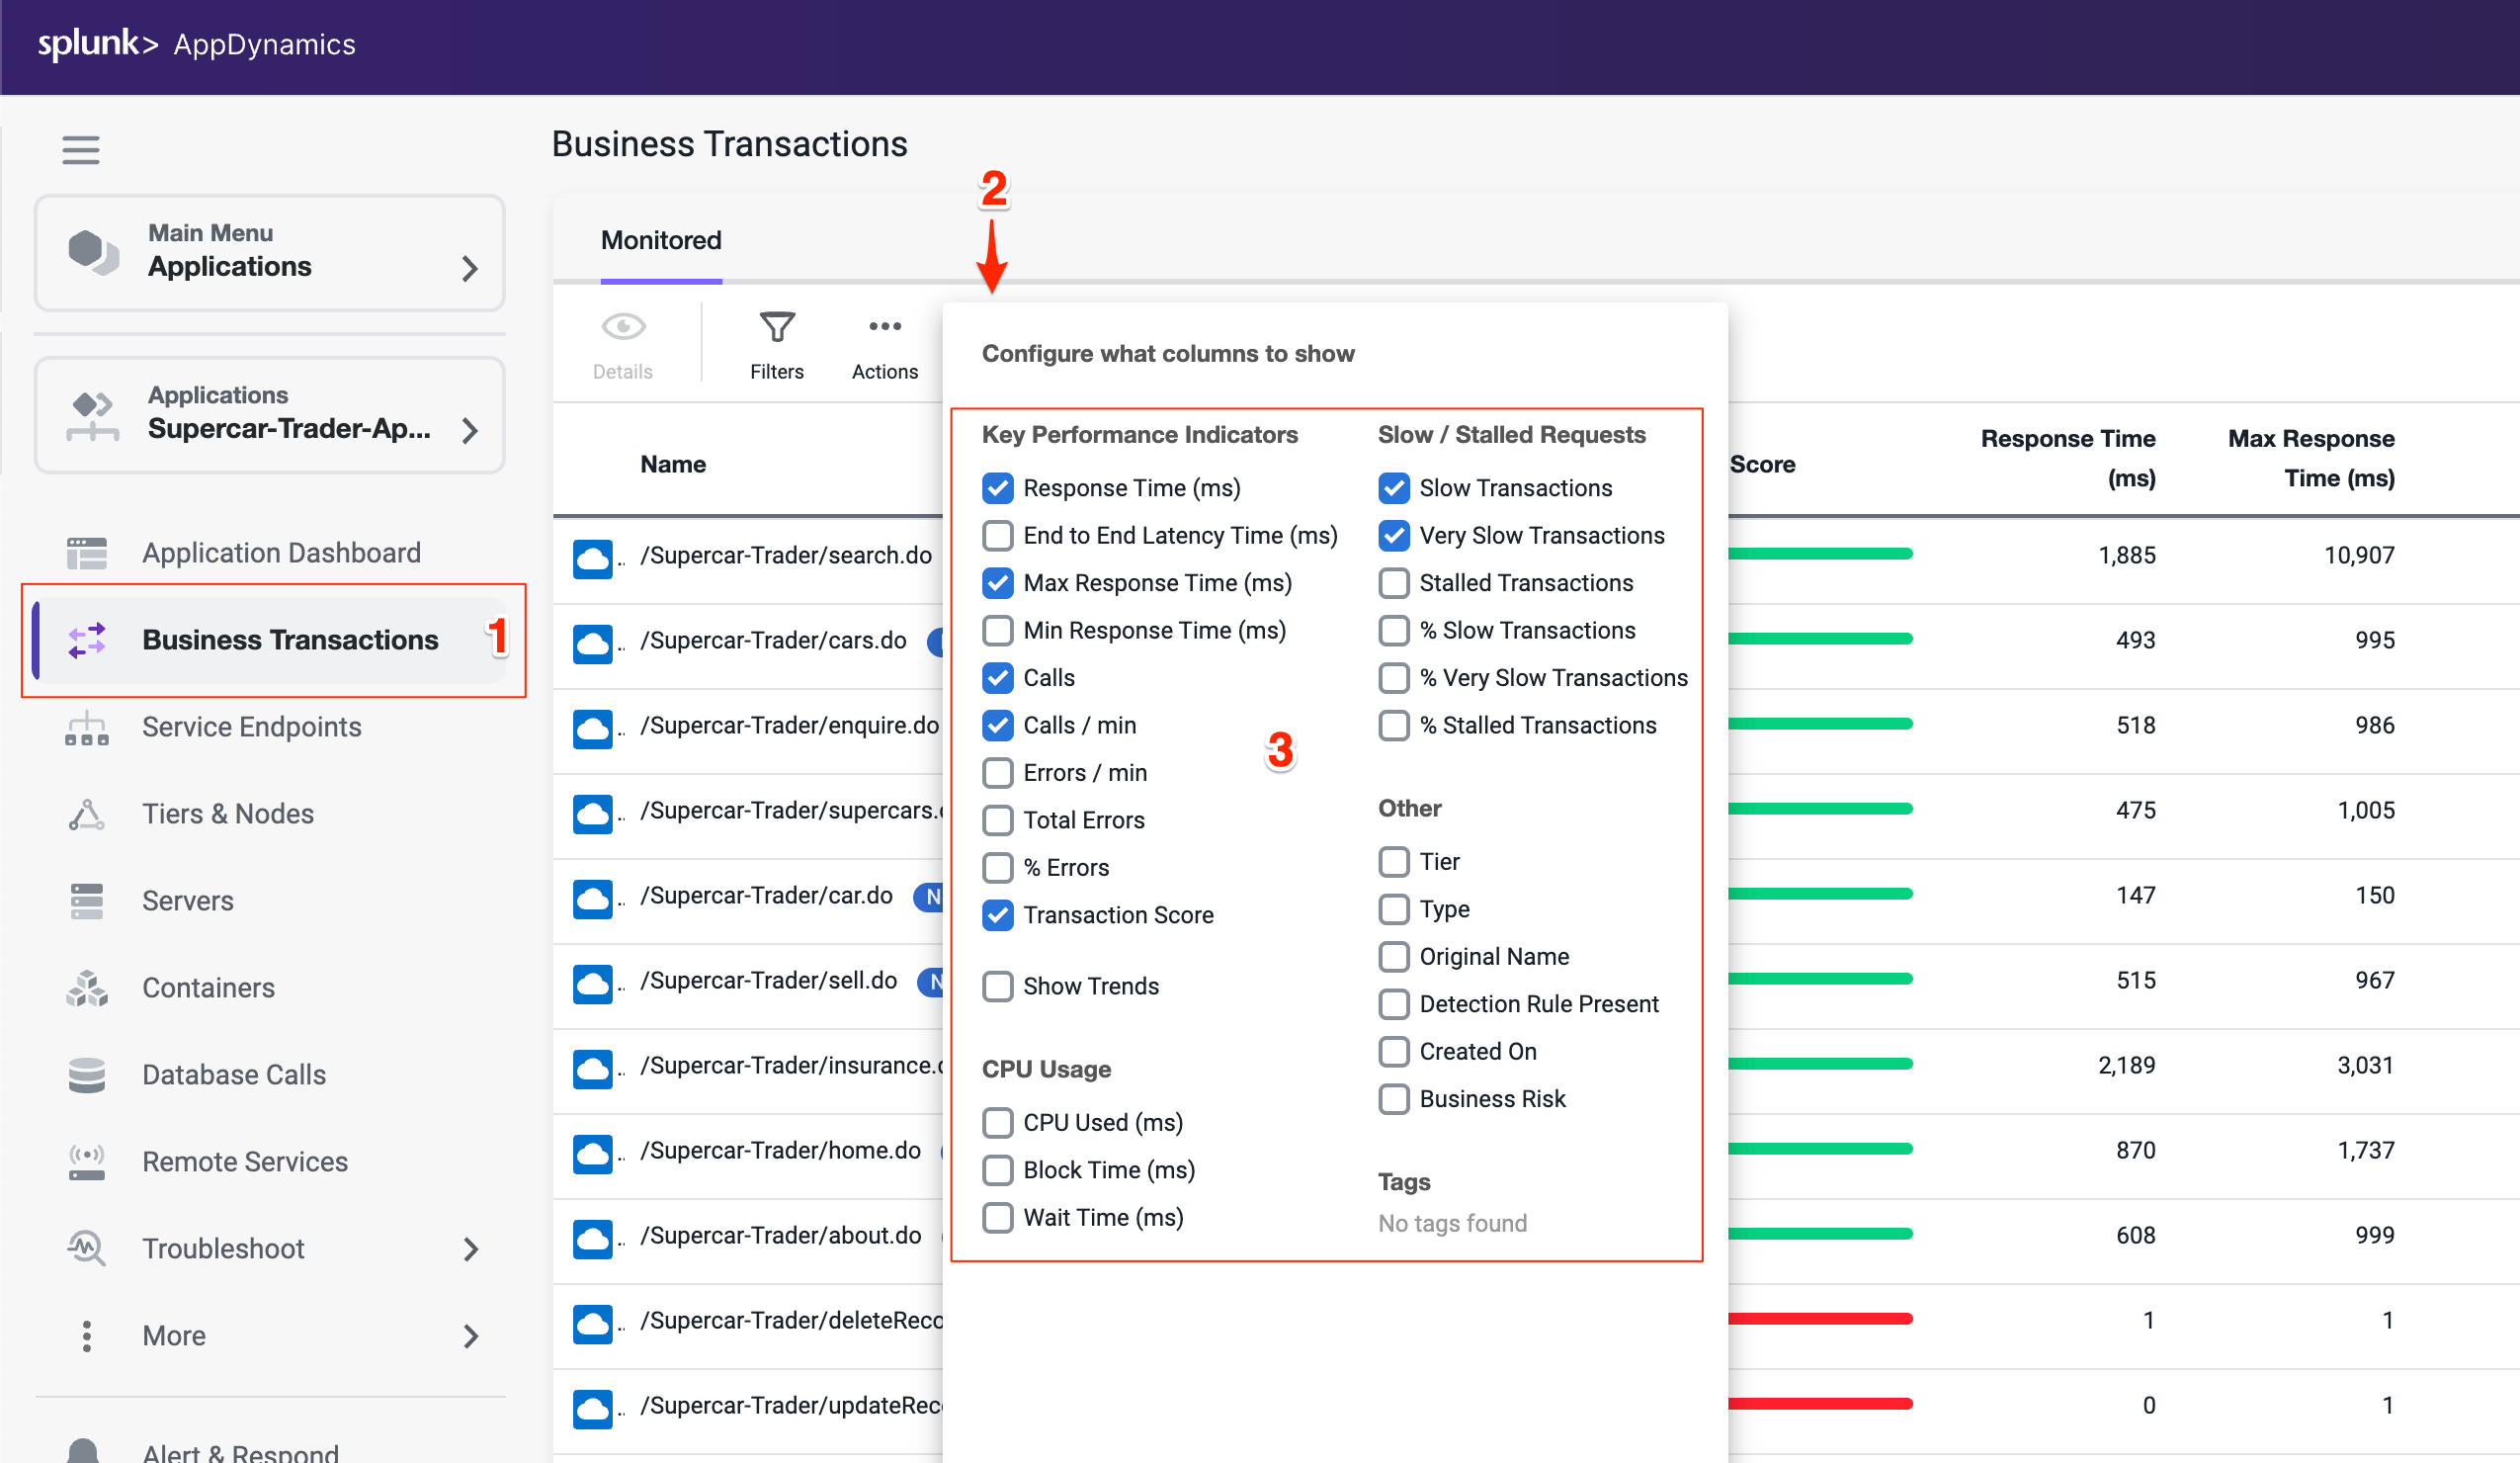 splunk> AppDynamics
Main Menu
Applications
Applications
Supercar-Trader-Ap...
Application Dashboard
Business Transactions
1
Service Endpoints
Tiers & Nodes
Servers
Containers
Database Calls
Remote Services
Troubleshoot
More
Alert & Respond
Business Transactions
2
Monitored
Details
Filters
Actions
Configure what columns to show
Key Performance Indicators
Response Time (ms)
End to End Latency Time (ms)
Max Response Time (ms)
Min Response Time (ms)
Calls
Calls / min
Errors / min
Total Errors
% Errors
Transaction Score
Show Trends
CPU Usage
CPU Used (ms)
Block Time (ms)
Wait Time (ms)
3
Slow / Stalled Requests
Slow Transactions
Very Slow Transactions
Stalled Transactions
% Slow Transactions
% Very Slow Transactions
% Stalled Transactions
Other
Tier
Type
Original Name
Detection Rule Present
Created On
Business Risk
Tags
No tags found
Name Score Response Time (ms) Max Response Time (ms)
.. /Supercar-Trader/search.do 1,885 10,907
.. /Supercar-Trader/cars.do 493 995
.. /Supercar-Trader/enquire.do 518 986
.. /Supercar-Trader/supercars. 475 1,005
.. /Supercar-Trader/car.do N 147 150
.. /Supercar-Trader/sell.do N 515 967
.. /Supercar-Trader/insurance. 2,189 3,031
.. /Supercar-Trader/home.do 870 1,737
.. /Supercar-Trader/about.do 608 999
.. /Supercar-Trader/deleteReco 1 1
.. /Supercar-Trader/updateRec 0 1